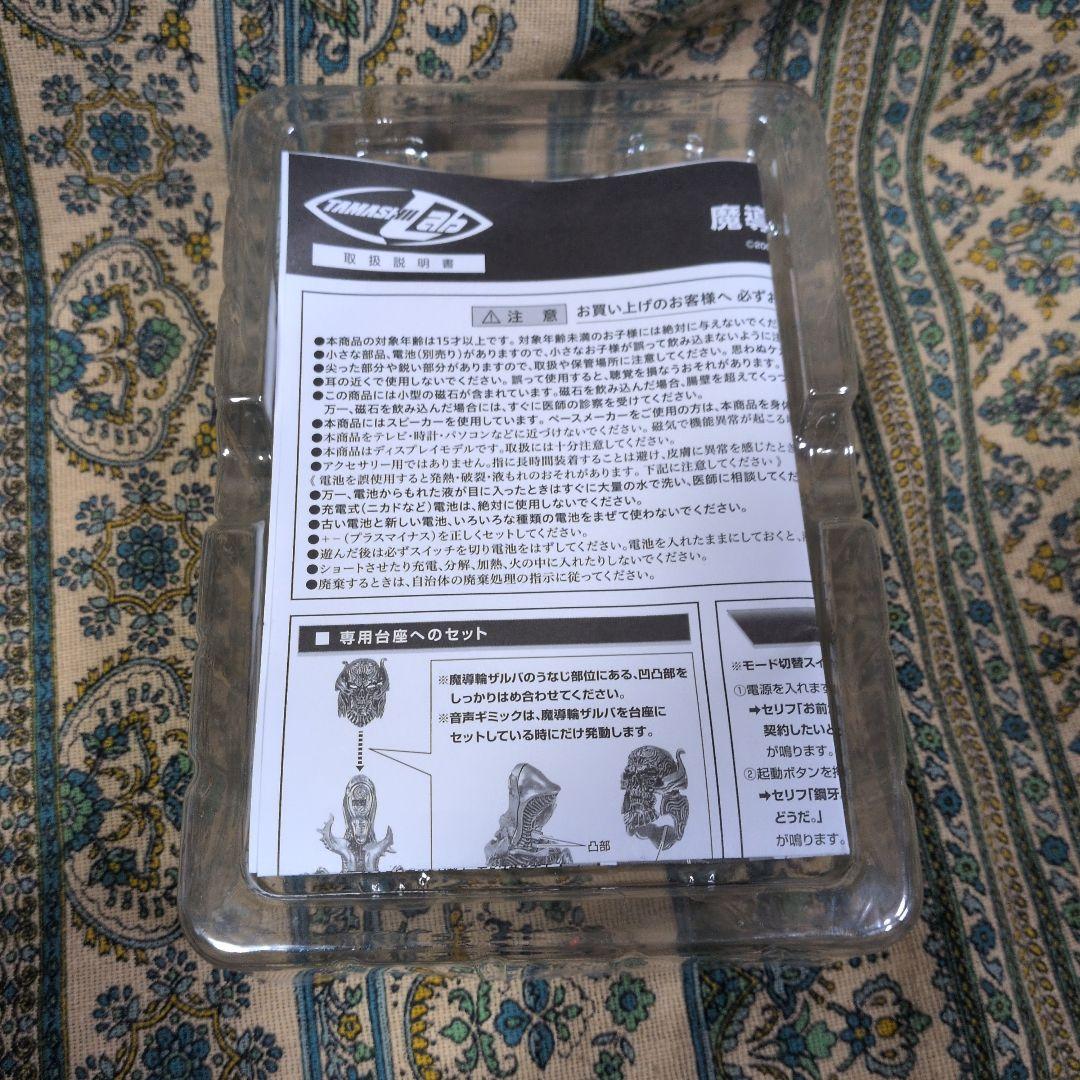 TAMASHII Lab
取扱説明書
魔導
©200
⚠注 意 お買い上げのお客様へ 必ずお
●本商品の対象年齢は15才以上です。対象年齢未満のお子様には絶対に与えないでくだ
●小さな部品、電池(別売り)がありますので、小さなお子様が誤って飲み込まないように注
●尖った部分や鋭い部分がありますので、取扱や保管場所に注意してください。思わぬケ
●耳の近くで使用しないでください。誤って使用すると、聴覚を損なうおそれがあります。
●この商品には小型の磁石が含まれています。磁石を飲み込んだ場合、腸壁を超えてくっつ
万一、磁石を飲み込んだ場合には、すぐに医師の診察を受けてください。
●本商品にはスピーカーを使用しています。ペースメーカーをご使用の方は、本商品を身体
●本商品をテレビ・時計・パソコンなどに近づけないでください。磁気で機能異常が起こる
●本商品はディスプレイモデルです。取扱には十分注意してください。
●アクセサリー用ではありません。指に長時間装着することは避け、皮膚に異常を感じたとき
《電池を誤使用すると発熱・破裂・液もれのおそれがあります。下記に注意してください》
●万一、電池からもれた液が目に入ったときはすぐに大量の水で洗い、医師に相談してくだ
●充電式(ニカドなど)電池は、絶対に使用しないでください。
●古い電池と新しい電池、いろいろな種類の電池をまぜて使わないでください。
●+−(プラスマイナス)を正しくセットしてください。
●遊んだ後は必ずスイッチを切り電池をはずしてください。電池を入れたままにしておくと、
●ショートさせたり充電、分解、加熱、火の中に入れたりしないでください。
●廃棄するときは、自治体の廃棄処理の指示に従ってください。
■ 専用台座へのセット
※魔導輪ザルバのうなじ部位にある、凹凸部を
しっかりはめ合わせてください。
※音声ギミックは、魔導輪ザルバを台座に
セットしている時にだけ発動します。
凸部
※モード切替スイ
①電源を入れます
➡セリフ「お前
契約したいと
が鳴ります。
②起動ボタンを押
➡セリフ「鋼牙
どうだ。」
が鳴ります。